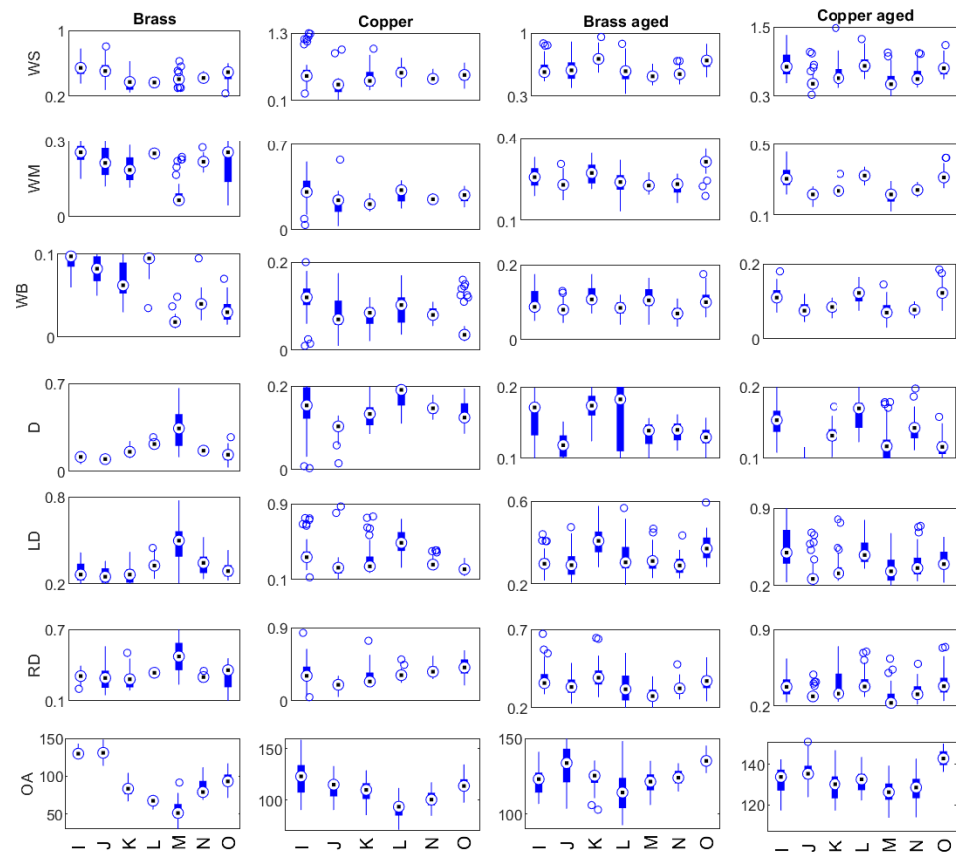 Brass Copper Brass aged Copper aged
WS 1 0.2 1.3 0.1 1 0.3 1.5 0.3
WM 0.3 0 0.7 0 0.4 0.1 0.5 0.1
WB 0.1 0 0.2 0 0.2 0 0.2 0
D 0.7 0 0.2 0 0.2 0.1 0.2 0.1
LD 0.8 0.2 0.9 0.1 0.6 0.2 0.9 0.2
RD 0.7 0.1 0.9 0 0.7 0.2 0.9 0.2
OA 150 100 50 150 100 150 100 140 120
I J K L M N O I J K L N O I J K L M N O I J K L M N O